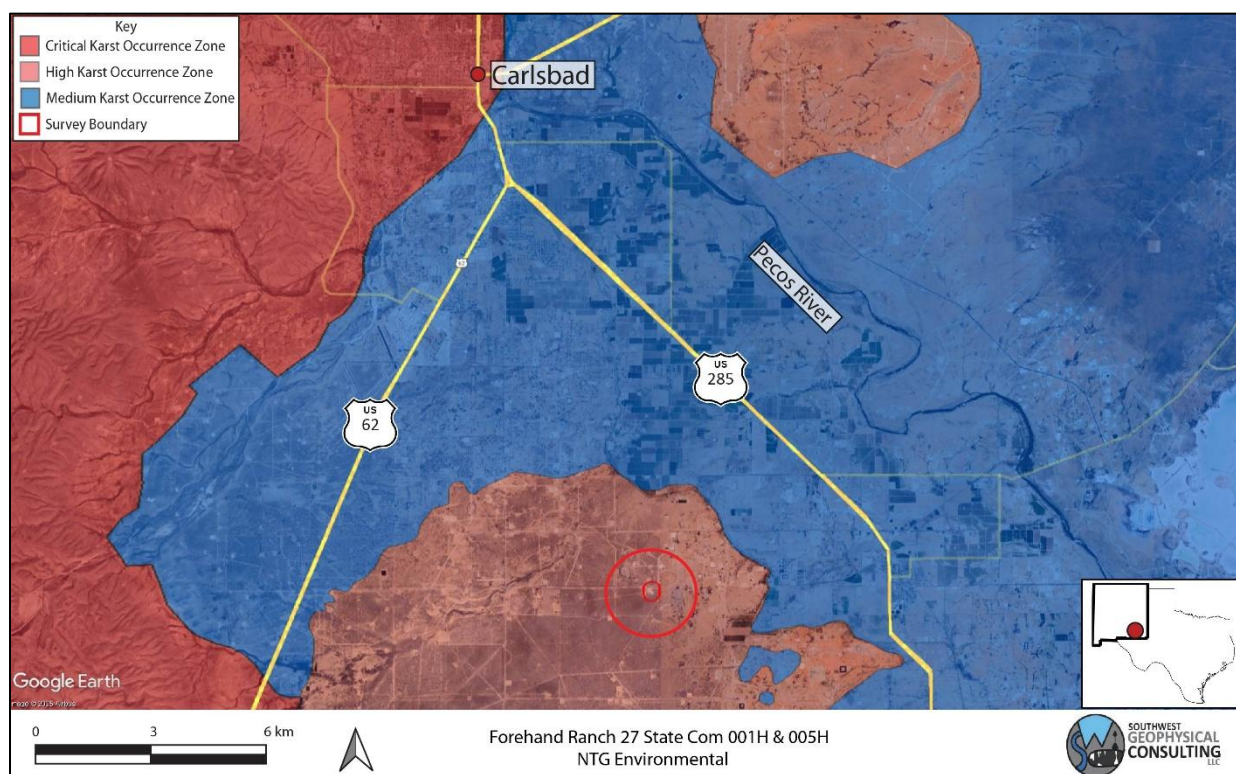 Key
Critical Karst Occurrence Zone
High Karst Occurrence Zone
Medium Karst Occurrence Zone
Survey Boundary
Carlsbad
62
Pecos River
US
285
US
62
Google Earth
0 3 6 km
Forehand Ranch 27 State Com 001H & 005H
NTG Environmental
SW
SOUTHWEST
GEOPHYSICAL
CONSULTING
LLC